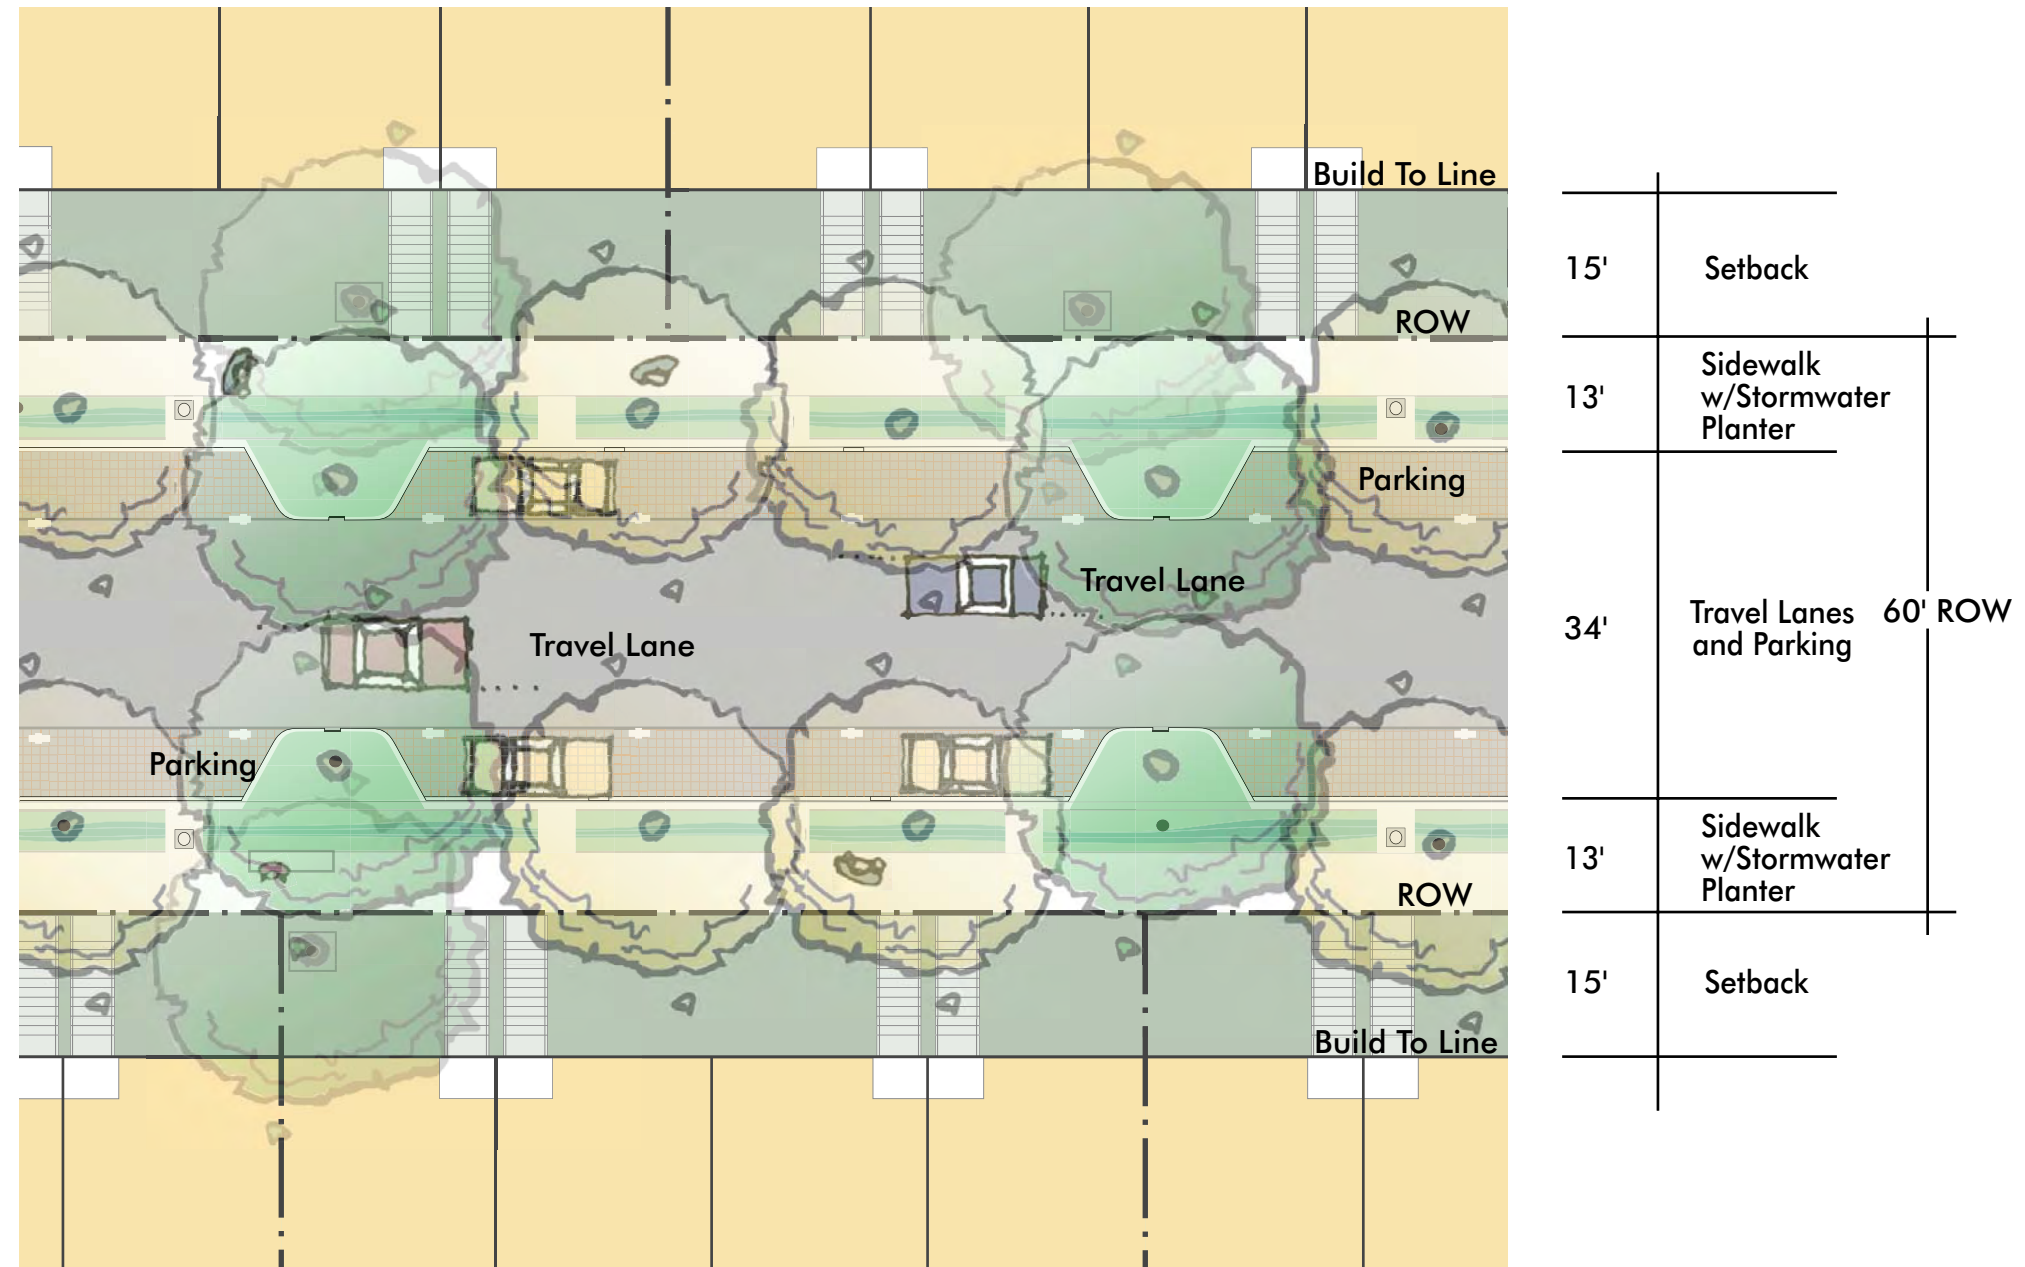 Build To Line
15'
Setback
ROW
Sidewalk
w/Stormwater
Planter
13'
Parking
Travel Lane
Travel Lane
34'
Travel Lanes
and Parking
60' ROW
Parking
Sidewalk
w/Stormwater
Planter
13'
ROW
15'
Setback
Build To Line